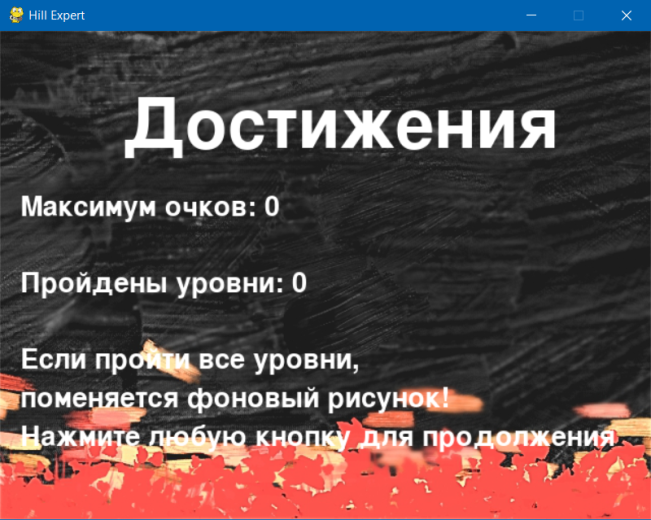 Hill Expert
Достижения
Максимум очков: 0
Пройдены уровни: 0
Если пройти все уровни,
поменяется фоновый рисунок!
Нажмите любую кнопку для продолжения